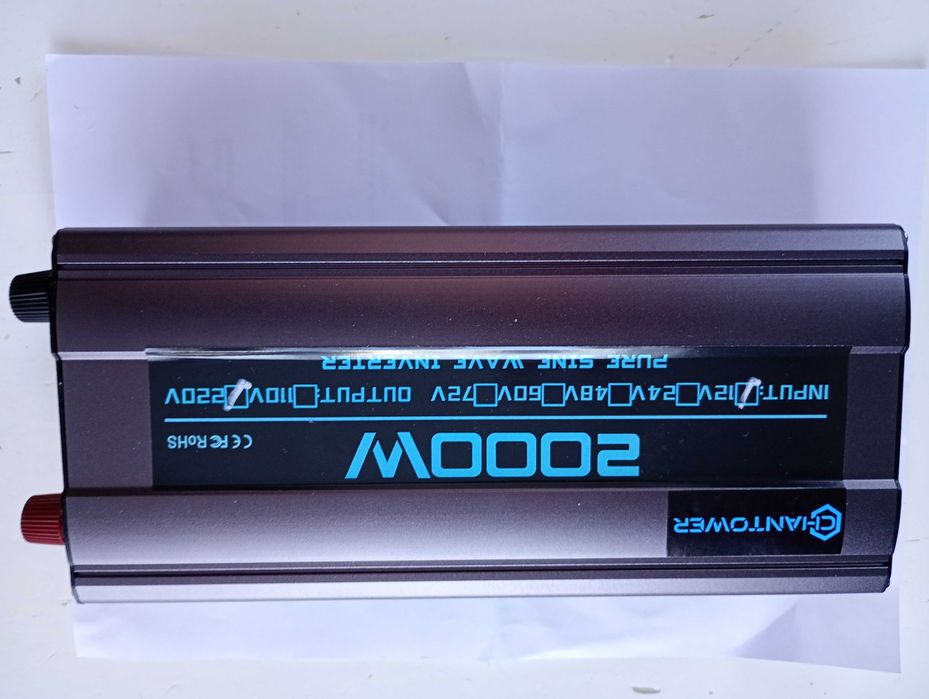 CHANTOWER
2000W CE FC RoHS
INPUT: ☑12V ☐24V ☐48V ☐60V ☐72V OUTPUT: ☐110V ☑220V
PURE SINE WAVE INVERTER